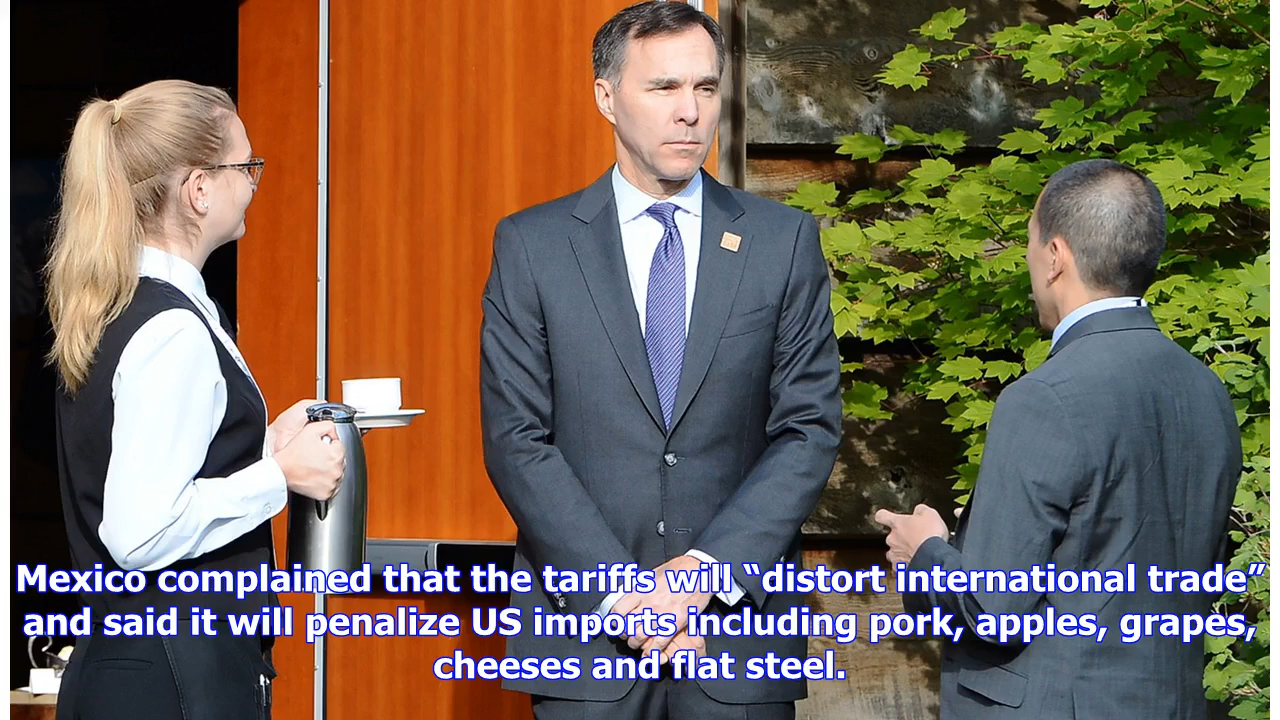 Mexico complained that the tariffs will “distort international trade”
and said it will penalize US imports including pork, apples, grapes,
cheeses and flat steel.